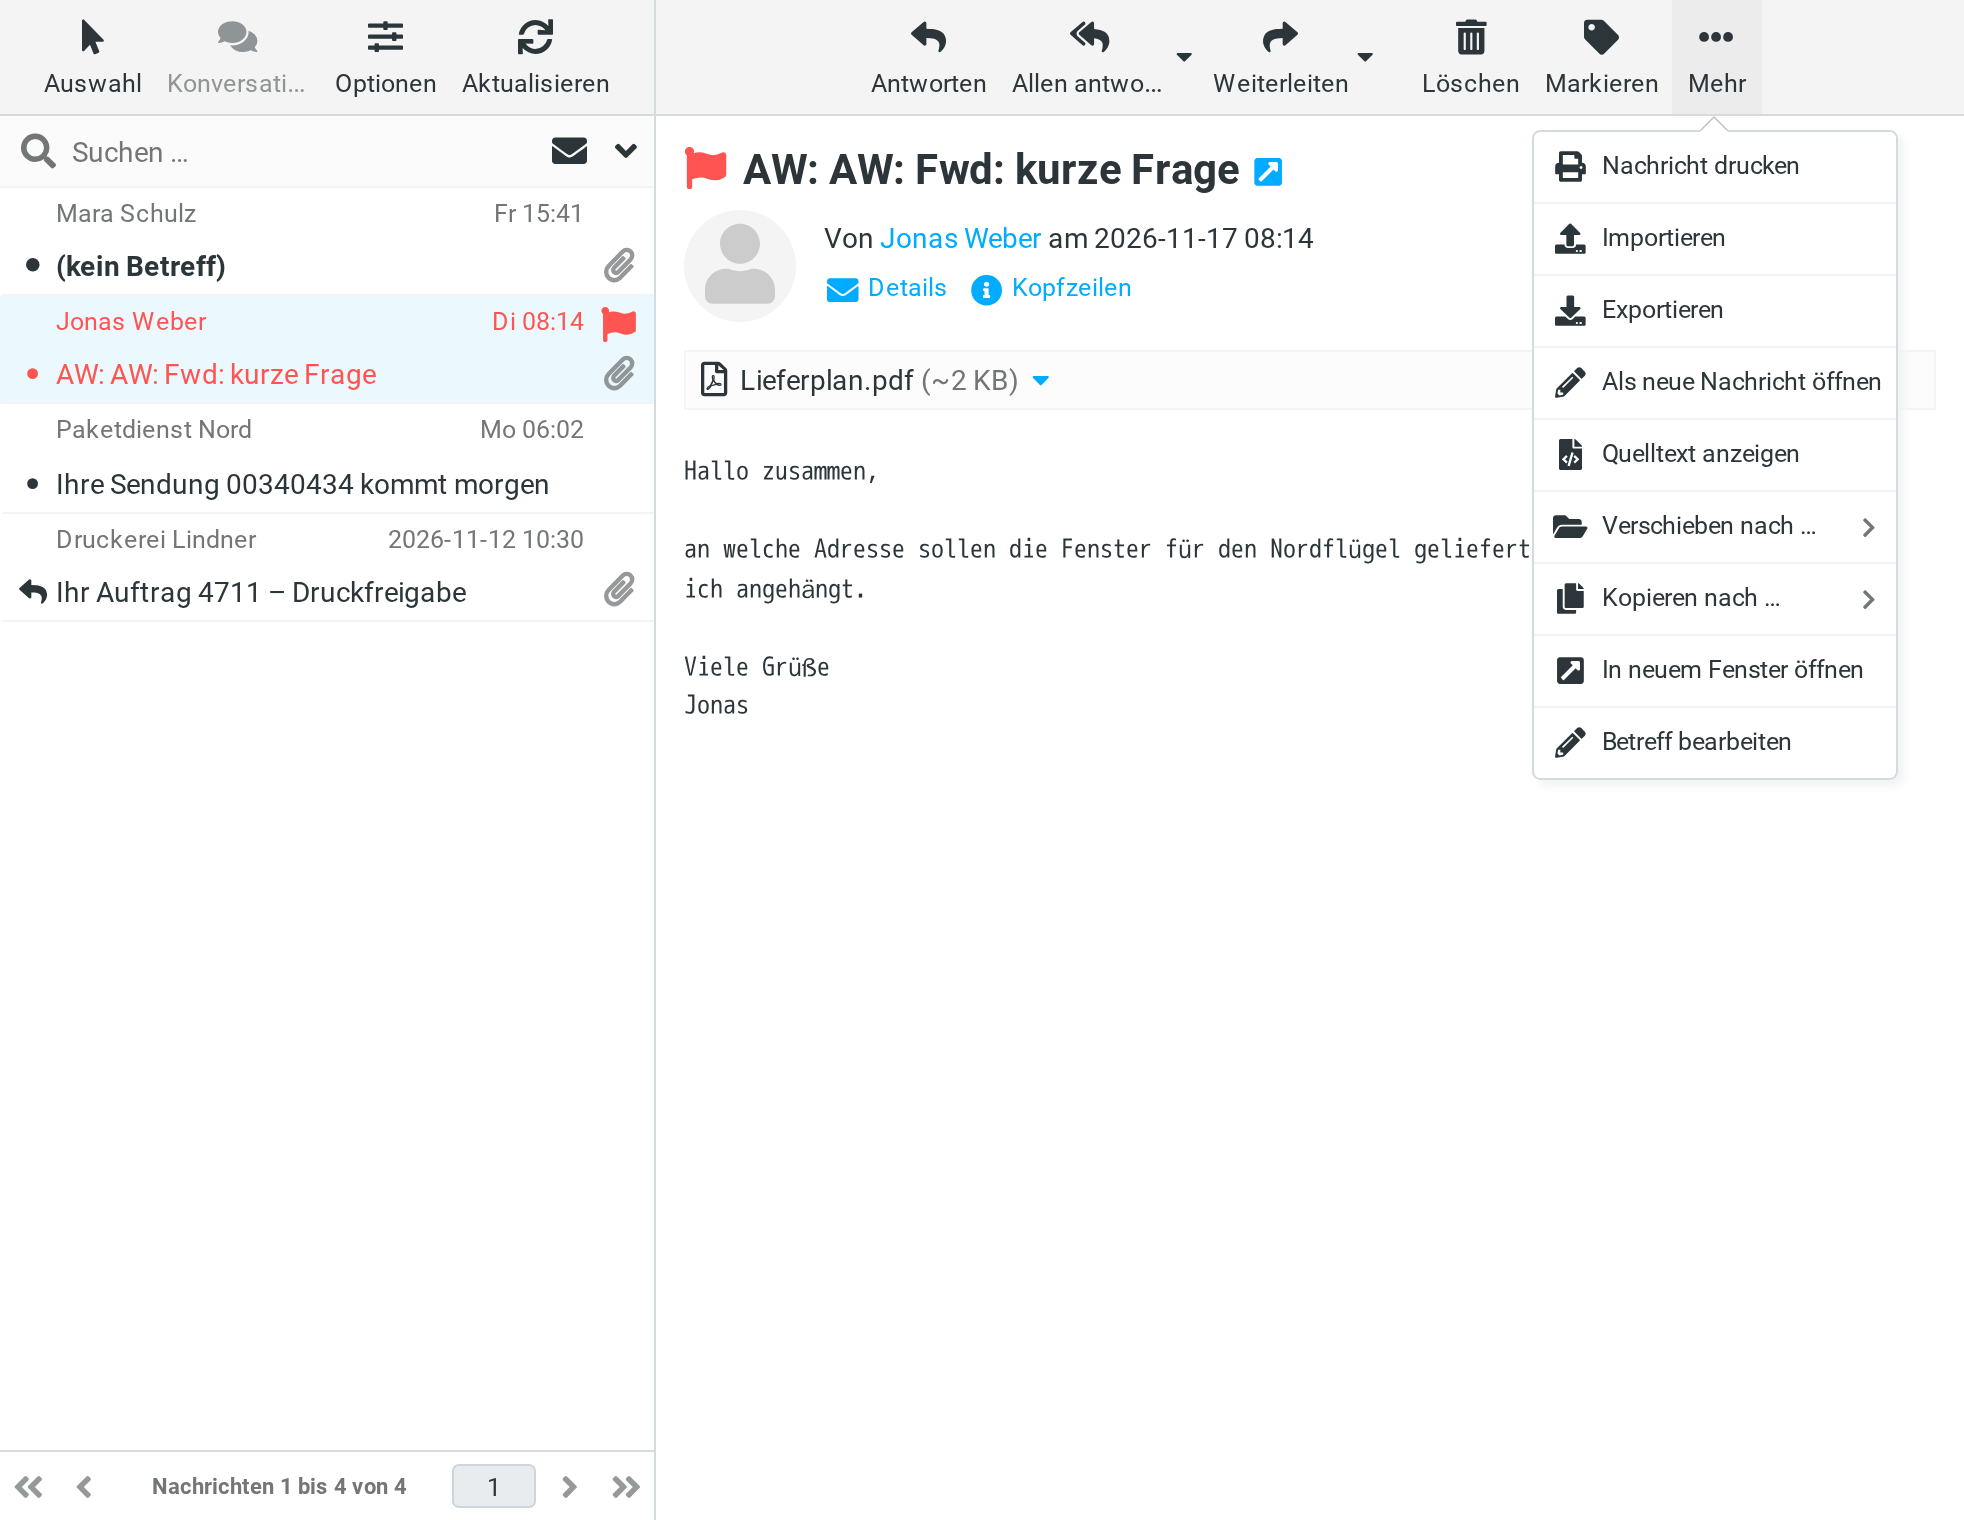 Auswahl
Konversati…
Optionen
Aktualisieren
Antworten
Allen antwo…
Weiterleiten
Löschen
Markieren
Mehr
Suchen …
Mara Schulz Fr 15:41
(kein Betreff)
Jonas Weber Di 08:14
AW: AW: Fwd: kurze Frage
Paketdienst Nord Mo 06:02
Ihre Sendung 00340434 kommt morgen
Druckerei Lindner 2026-11-12 10:30
Ihr Auftrag 4711 – Druckfreigabe
Nachrichten 1 bis 4 von 4
1
AW: AW: Fwd: kurze Frage
Von Jonas Weber am 2026-11-17 08:14
Details Kopfzeilen
Lieferplan.pdf (~2 KB)
Hallo zusammen,
an welche Adresse sollen die Fenster für den Nordflügel geliefert
ich angehängt.
Viele Grüße
Jonas
Nachricht drucken
Importieren
Exportieren
Als neue Nachricht öffnen
Quelltext anzeigen
Verschieben nach …
Kopieren nach …
In neuem Fenster öffnen
Betreff bearbeiten